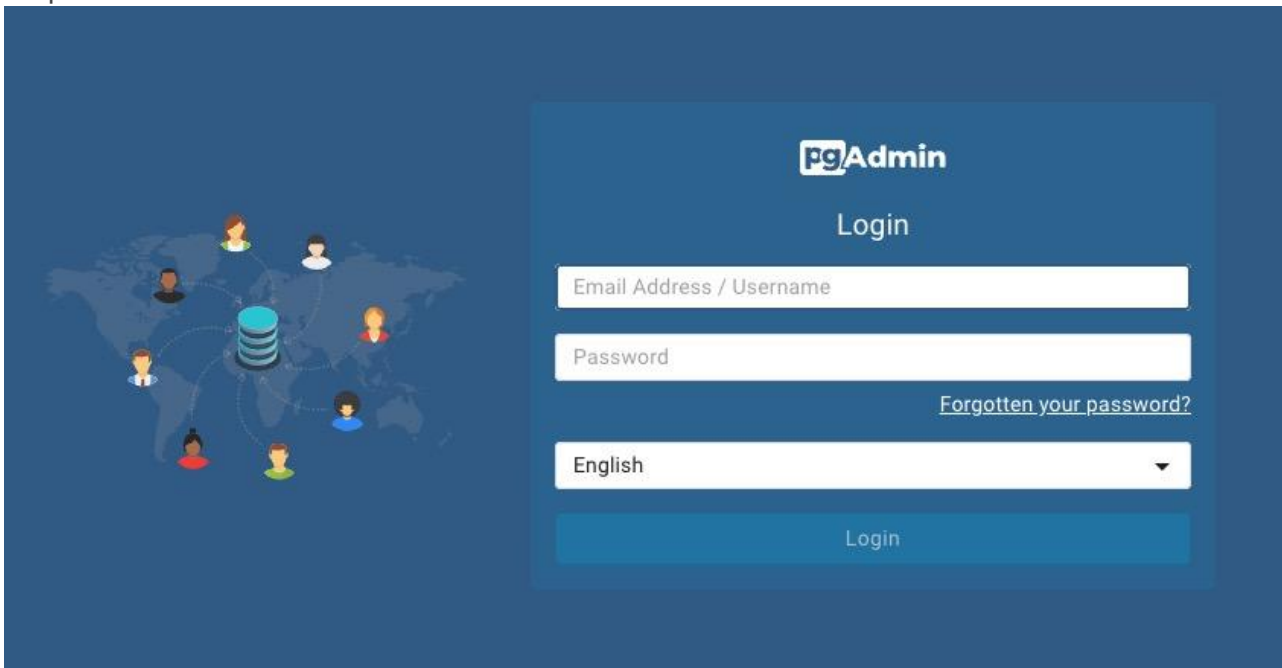 pgAdmin
Login
Email Address / Username
Password
Forgotten your password?
English
Login